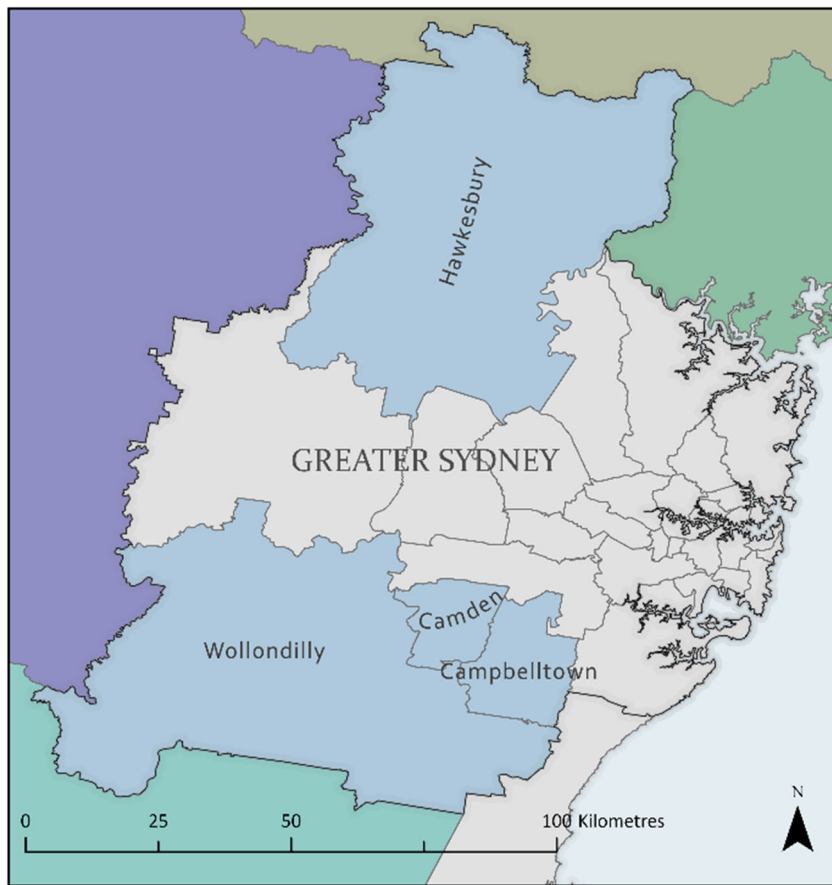 Hawkesbury
GREATER SYDNEY
Camden
Wollondilly
Campbelltown
N
0 25 50 100 Kilometres